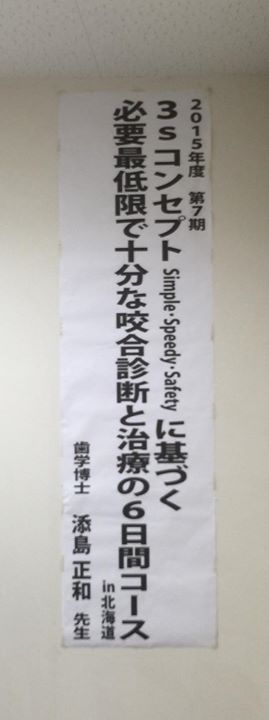 2015年度 第7期
3sコンセプト Simple・Speedy・Safety に基づく
必要最低限で十分な咬合診断と治療の6日間コース
in 北海道
歯学博士 添島 正和 先生